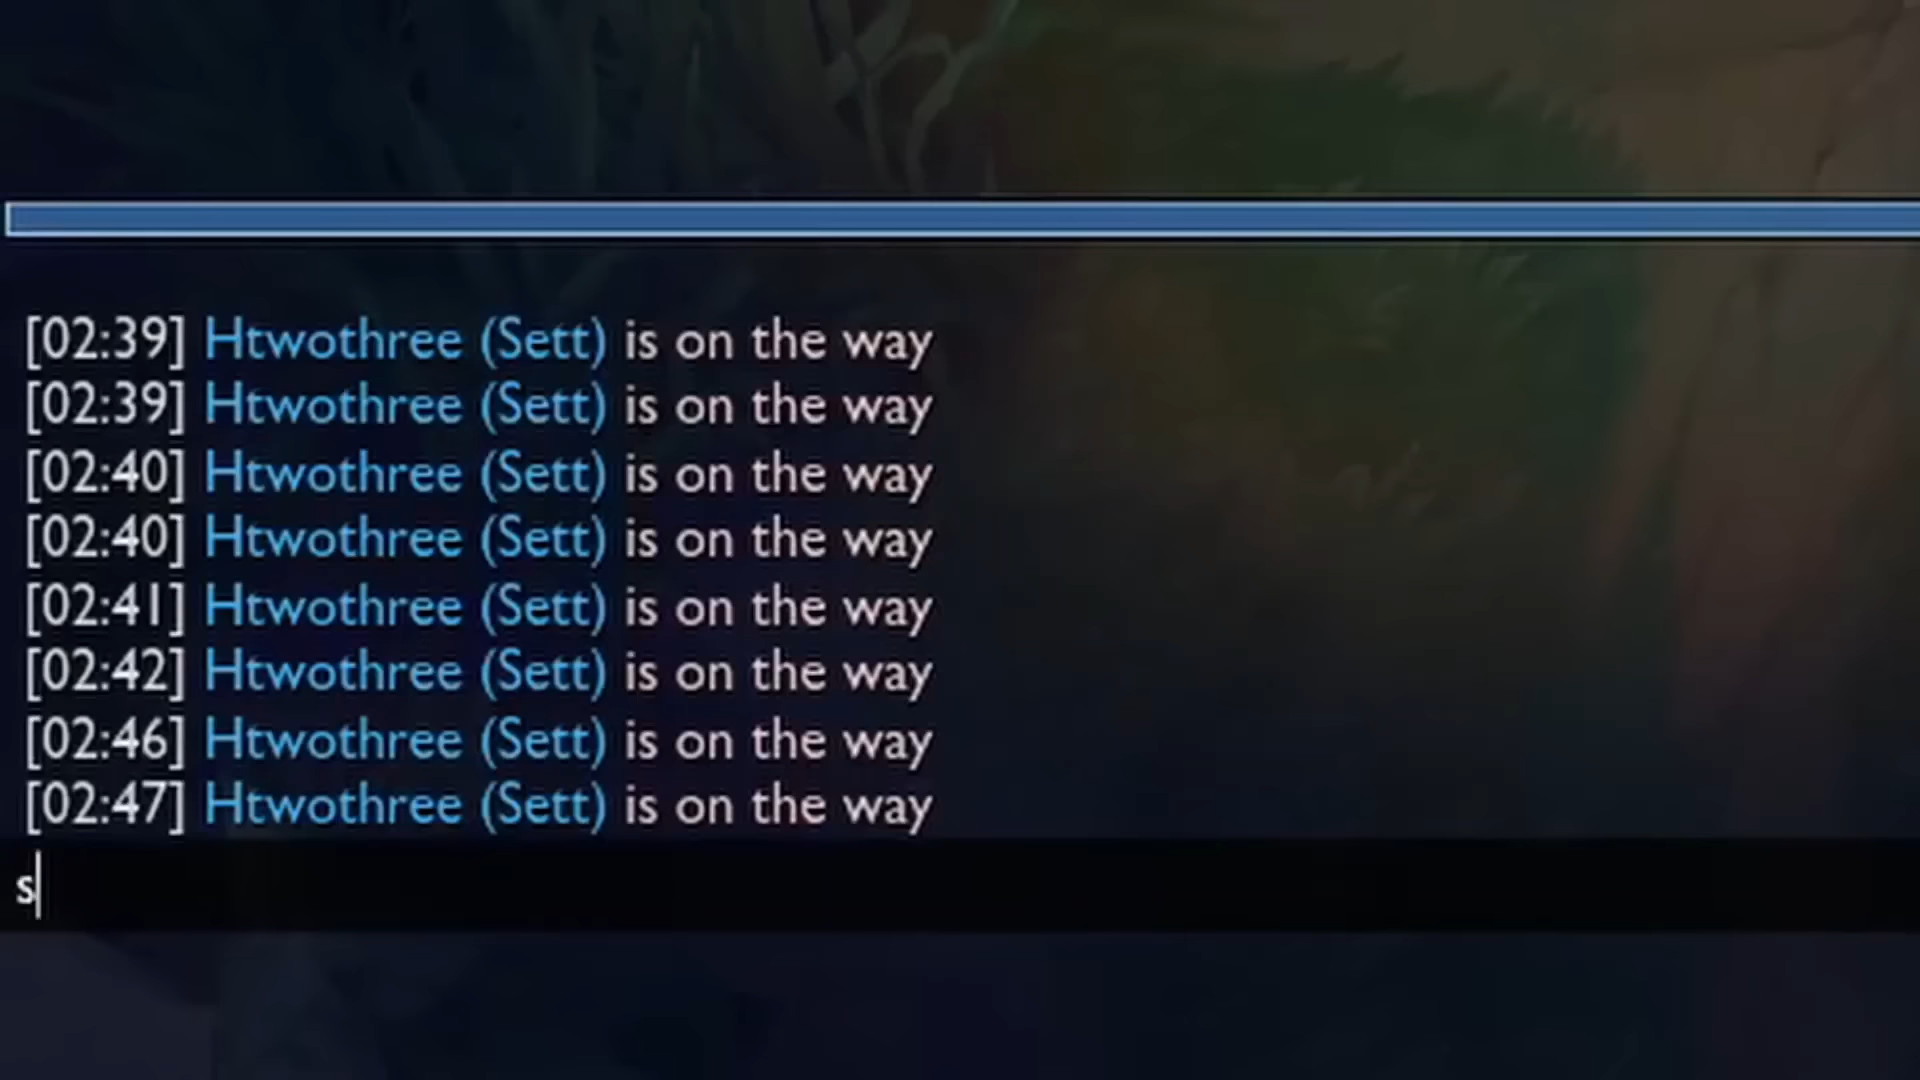 [02:39] Htwothree (Sett) is on the way
[02:39] Htwothree (Sett) is on the way
[02:40] Htwothree (Sett) is on the way
[02:40] Htwothree (Sett) is on the way
[02:41] Htwothree (Sett) is on the way
[02:42] Htwothree (Sett) is on the way
[02:46] Htwothree (Sett) is on the way
[02:47] Htwothree (Sett) is on the way
s